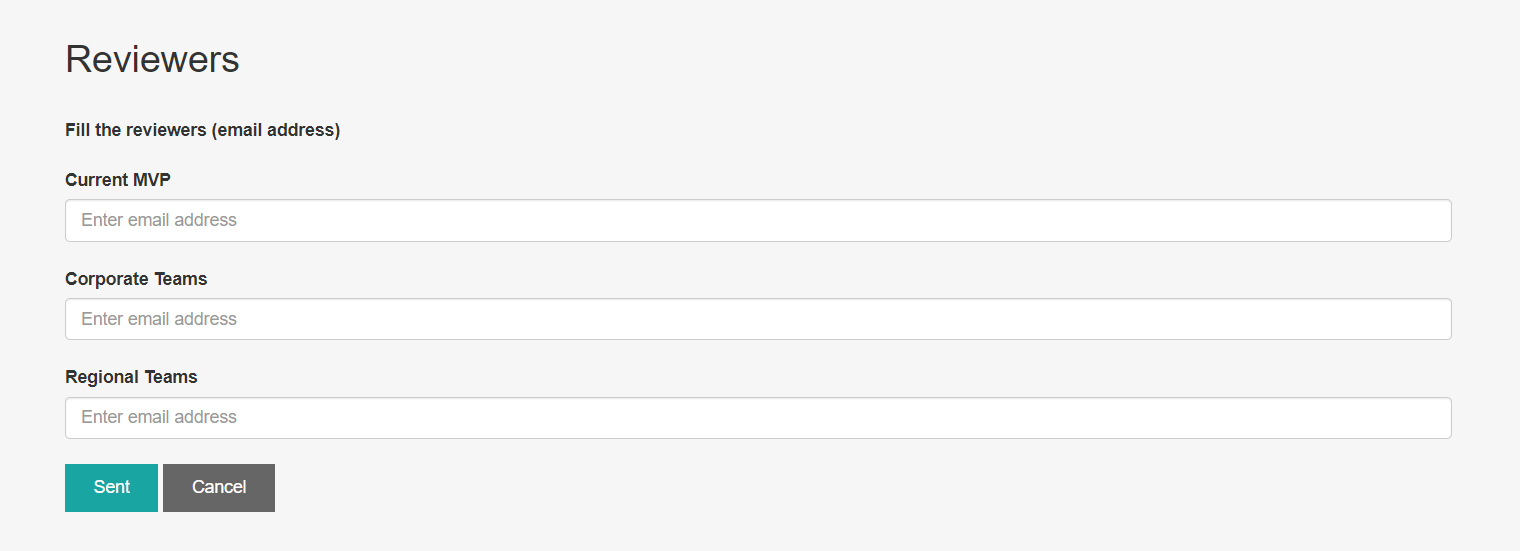 Reviewers
Fill the reviewers (email address)
Current MVP
Enter email address
Corporate Teams
Enter email address
Regional Teams
Enter email address
Sent Cancel